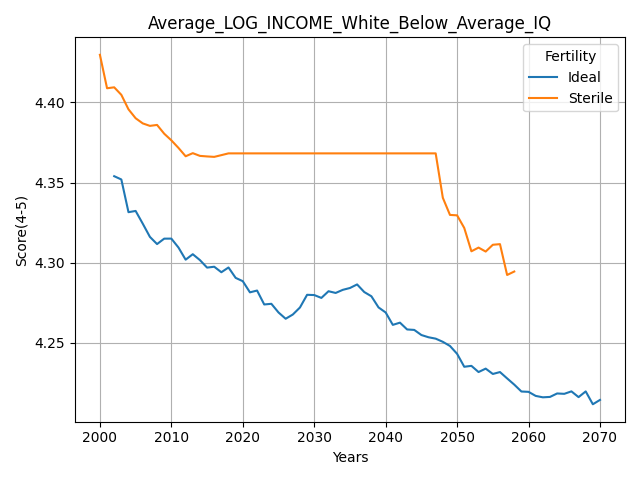 Average_LOG_INCOME_White_Below_Average_IQ
Fertility
Ideal
Sterile
Score(4-5)
4.40
4.35
4.30
4.25
2000 2010 2020 2030 2040 2050 2060 2070
Years